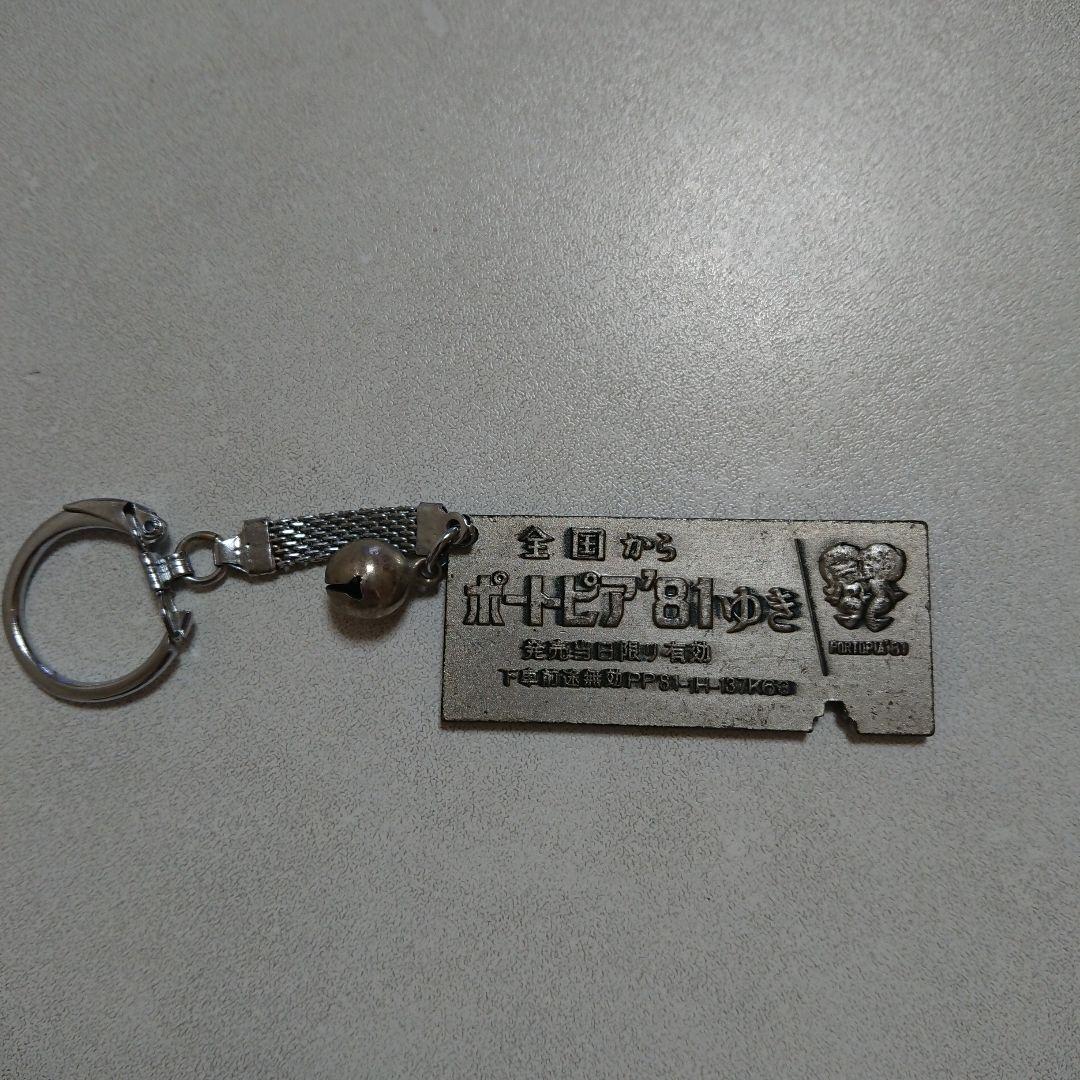 全国から
ポートピア'81ゆき
発売当日限り有効
下車前途無効
PORTOPIA'81